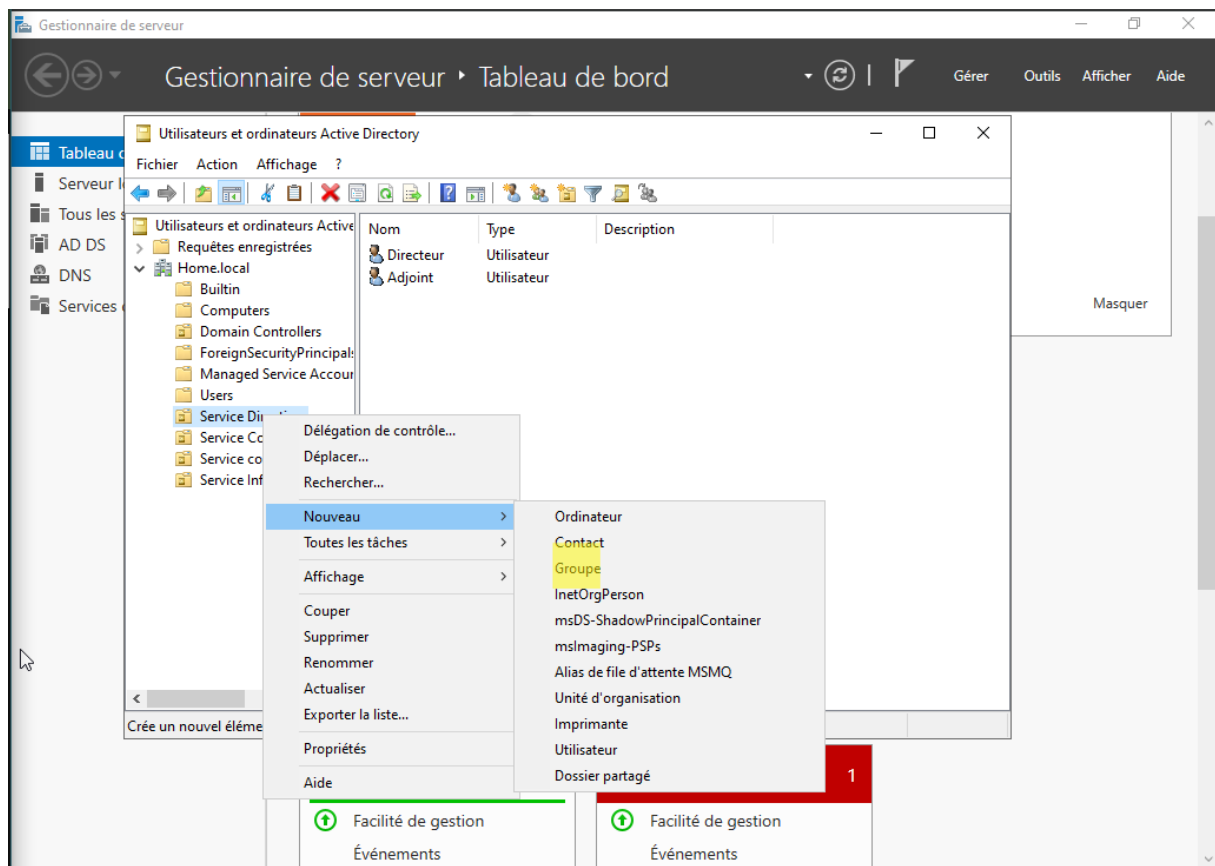 Gestionnaire de serveur
Gestionnaire de serveur ‣ Tableau de bord
Gérer Outils Afficher Aide
Utilisateurs et ordinateurs Active Directory
Fichier Action Affichage ?
Tableau
Serveur
Tous les
AD DS
DNS
Services
Masquer
Utilisateurs et ordinateurs Active
Requêtes enregistrées
Home.local
Builtin
Computers
Domain Controllers
ForeignSecurityPrincipals
Managed Service Accour
Users
Service
Service Co
Service co
Service Inf
Nom Type Description
Directeur Utilisateur
Adjoint Utilisateur
Délégation de contrôle...
Déplacer...
Rechercher...
Nouveau >
Toutes les tâches >
Affichage >
Couper
Supprimer
Renommer
Actualiser
Exporter la liste...
Propriétés
Aide
Ordinateur
Contact
Groupe
InetOrgPerson
msDS-ShadowPrincipalContainer
msImaging-PSPs
Alias de file d'attente MSMQ
Unité d'organisation
Imprimante
Utilisateur
Dossier partagé
Crée un nouvel éléme
1
Facilité de gestion
Événements
Facilité de gestion
Événements